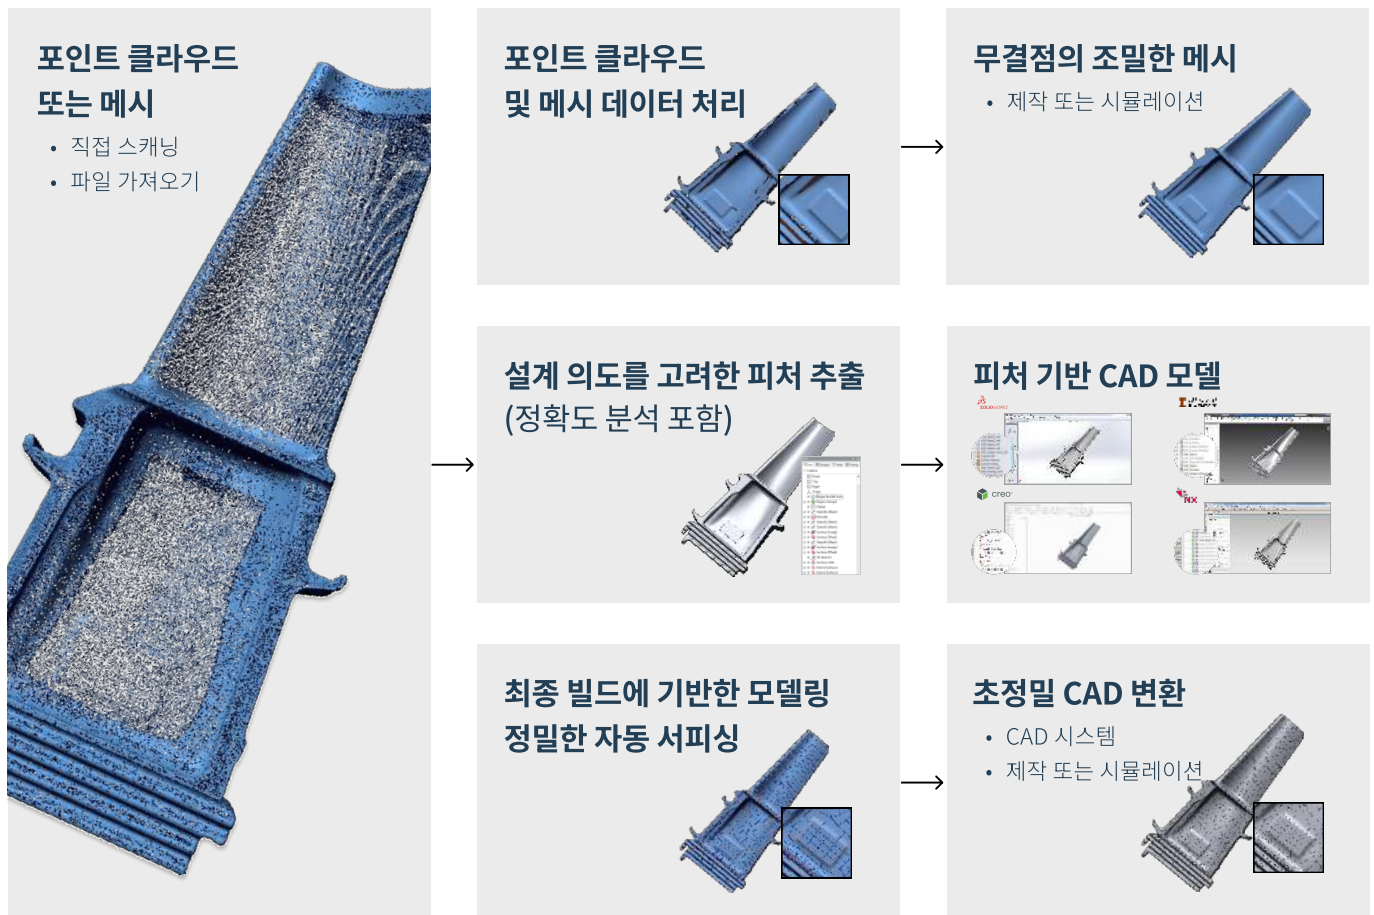 포인트 클라우드
또는 메시
• 직접 스캐닝
• 파일 가져오기
포인트 클라우드
및 메시 데이터 처리
무결점의 조밀한 메시
• 제작 또는 시뮬레이션
설계 의도를 고려한 피처 추출
(정확도 분석 포함)
피처 기반 CAD 모델
SOLIDWORKS
creo
NX
최종 빌드에 기반한 모델링
정밀한 자동 서피싱
초정밀 CAD 변환
• CAD 시스템
• 제작 또는 시뮬레이션